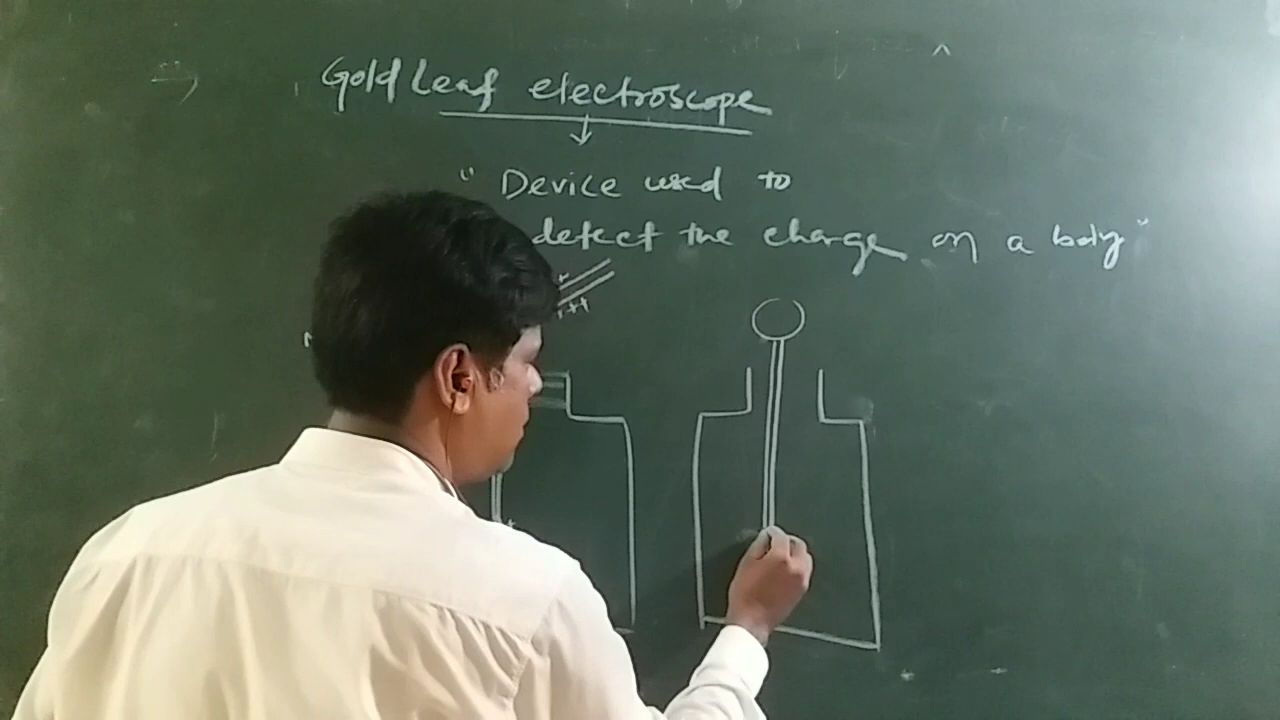 Gold Leaf electroscope
" Device used to
detect the charge on a body "
+
++